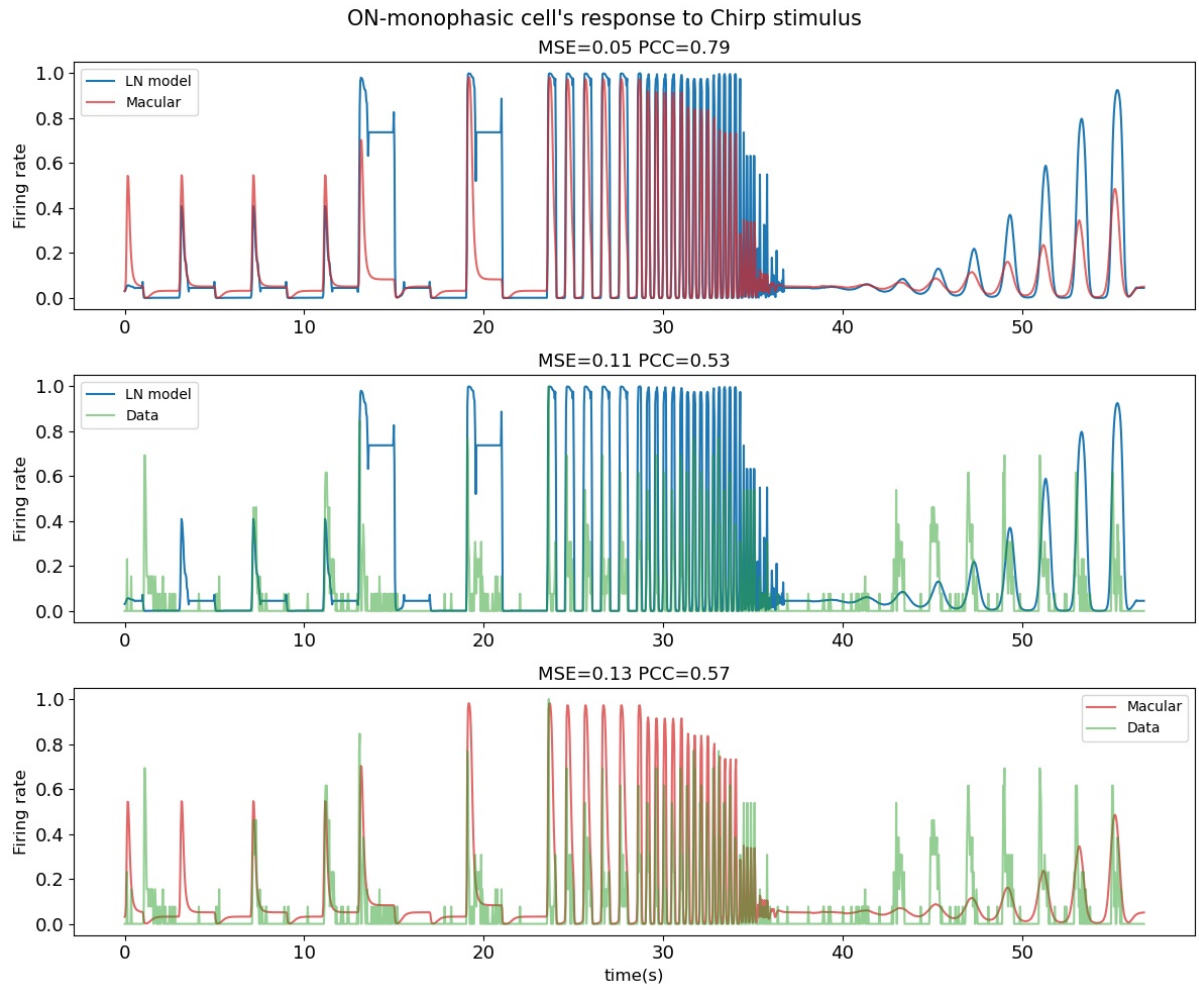 ON-monophasic cell's response to Chirp stimulus
MSE=0.05 PCC=0.79
1.0
0.8
0.6
0.4
0.2
0.0
Firing rate
LN model
Macular
0 10 20 30 40 50
MSE=0.11 PCC=0.53
1.0
0.8
0.6
0.4
0.2
0.0
Firing rate
LN model
Data
0 10 20 30 40 50
MSE=0.13 PCC=0.57
1.0
0.8
0.6
0.4
0.2
0.0
Firing rate
Macular
Data
0 10 20 30 40 50
time(s)